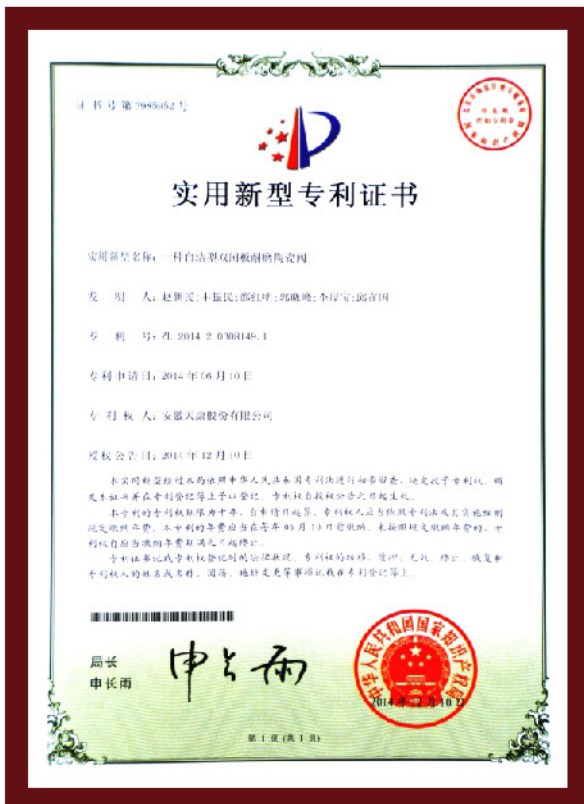 证书号第3985052号
实用新型专利证书
实用新型名称：一种自洁型双闸板耐磨陶瓷阀
发 明 人：赵新民;丰振民;邵红明;郭晓峰;李厚宝;邱在国
专 利 号：ZL 2014 2 0308149.1
专利申请日：2014年06月10日
专 利 权 人：安徽天康股份有限公司
授权公告日：2014年12月10日
本实用新型经过本局依照中华人民共和国专利法进行初步审查，决定授予专利权，颁
发本证书并在专利登记簿上予以登记。专利权自授权公告之日起生效。
本专利的专利权期限为十年，自申请日起算。专利权人应当依照专利法及其实施细则
规定缴纳年费。本专利的年费应当在每年06月10日前缴纳。未按照规定缴纳年费的，专
利权自应当缴纳年费期满之日起终止。
专利证书记载专利权登记时的法律状况。专利权的转移、质押、无效、终止、恢复和
专利权人的姓名或名称、国籍、地址变更等事项记载在专利登记簿上。
局长
申长雨
申长雨
中华人民共和国国家知识产权局
2014年12月10日
第1页(共1页)